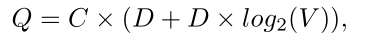 Q = C × (D + D × log₂(V)),